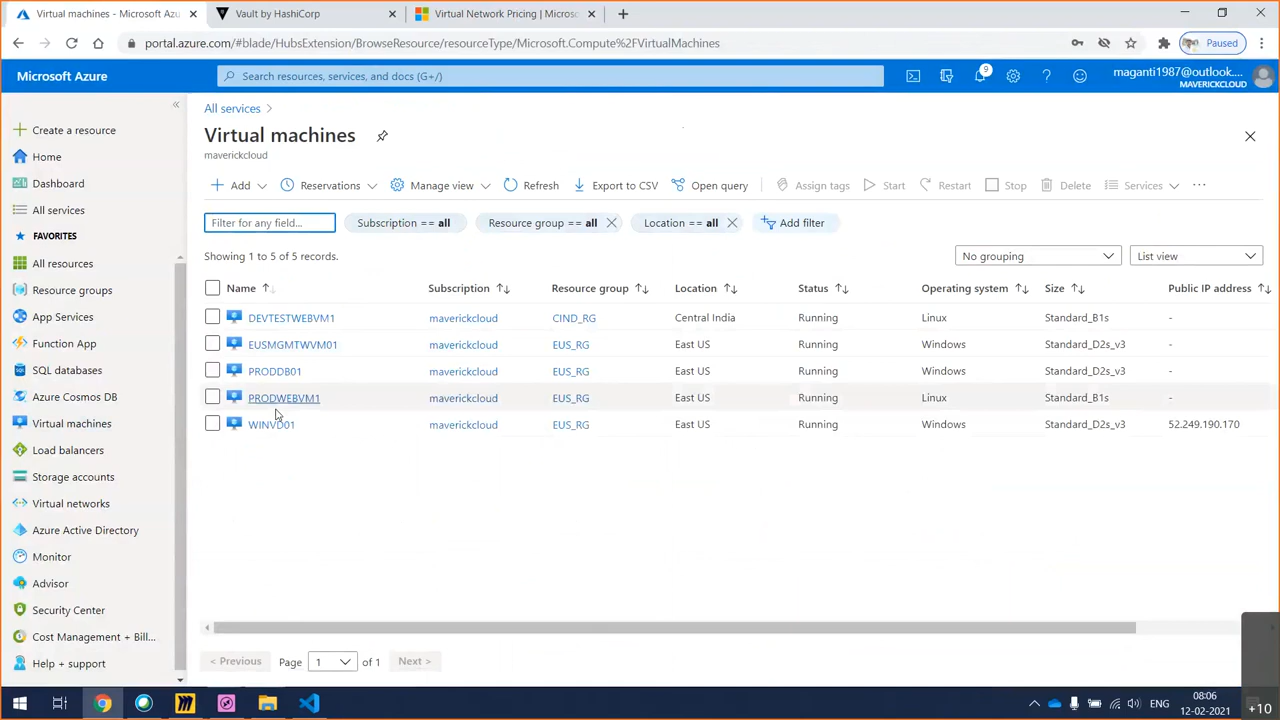 Virtual machines - Microsoft Az
Vault by HashiCorp
Virtual Network Pricing | Micros
portal.azure.com/#blade/HubsExtension/BrowseResource/resourceType/Microsoft.Compute%2FVirtualMachines
Paused
Microsoft Azure
Search resources, services, and docs (G+/)
9
maganti1987@outlook....
MAVERICKCLOUD
Create a resource
Home
Dashboard
All services
FAVORITES
All resources
Resource groups
App Services
Function App
SQL databases
Azure Cosmos DB
Virtual machines
Load balancers
Storage accounts
Virtual networks
Azure Active Directory
Monitor
Advisor
Security Center
Cost Management + Bill...
Help + support
All services >
Virtual machines
maverickcloud
Add Reservations Manage view Refresh Export to CSV Open query Assign tags Start Restart Stop Delete Services ...
Filter for any field... Subscription == all Resource group == all Location == all Add filter
Showing 1 to 5 of 5 records. No grouping List view
Name Subscription Resource group Location Status Operating system Size Public IP address
DEVTESTWEBVM1 maverickcloud CIND_RG Central India Running Linux Standard_B1s -
EUSMGMTWVM01 maverickcloud EUS_RG East US Running Windows Standard_D2s_v3 -
PRODDB01 maverickcloud EUS_RG East US Running Windows Standard_D2s_v3 -
PRODWEBVM1 maverickcloud EUS_RG East US Running Linux Standard_B1s -
WINVD01 maverickcloud EUS_RG East US Running Windows Standard_D2s_v3 52.249.190.170
< Previous Page 1 of 1 Next >
ENG
08:06
12-02-2021
+10